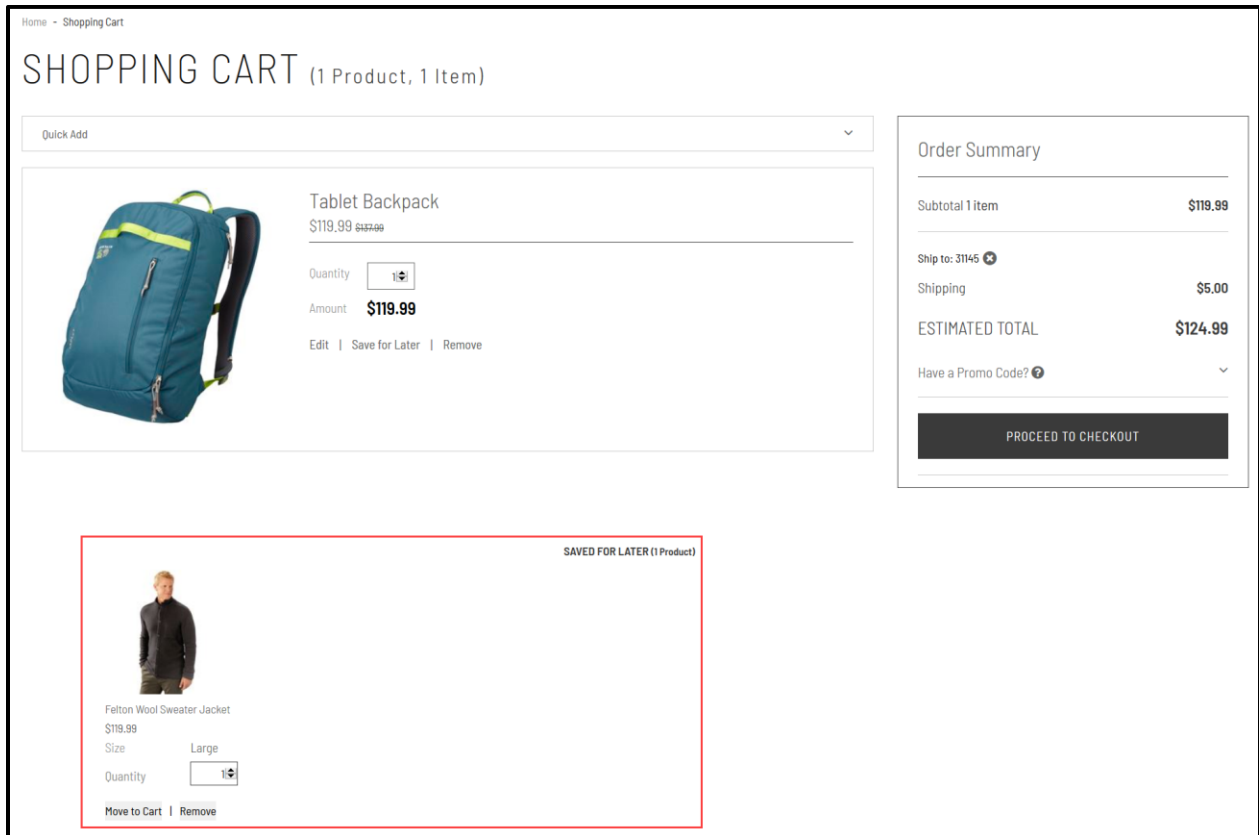 Home - Shopping Cart
SHOPPING CART (1 Product, 1 Item)
Quick Add
Tablet Backpack
$119.99 $137.99
Quantity 1
Amount $119.99
Edit | Save for Later | Remove
Order Summary
Subtotal 1 item $119.99
Ship to: 31145
Shipping $5.00
ESTIMATED TOTAL $124.99
Have a Promo Code? ?
PROCEED TO CHECKOUT
SAVED FOR LATER (1 Product)
Felton Wool Sweater Jacket
$119.99
Size Large
Quantity 1
Move to Cart | Remove